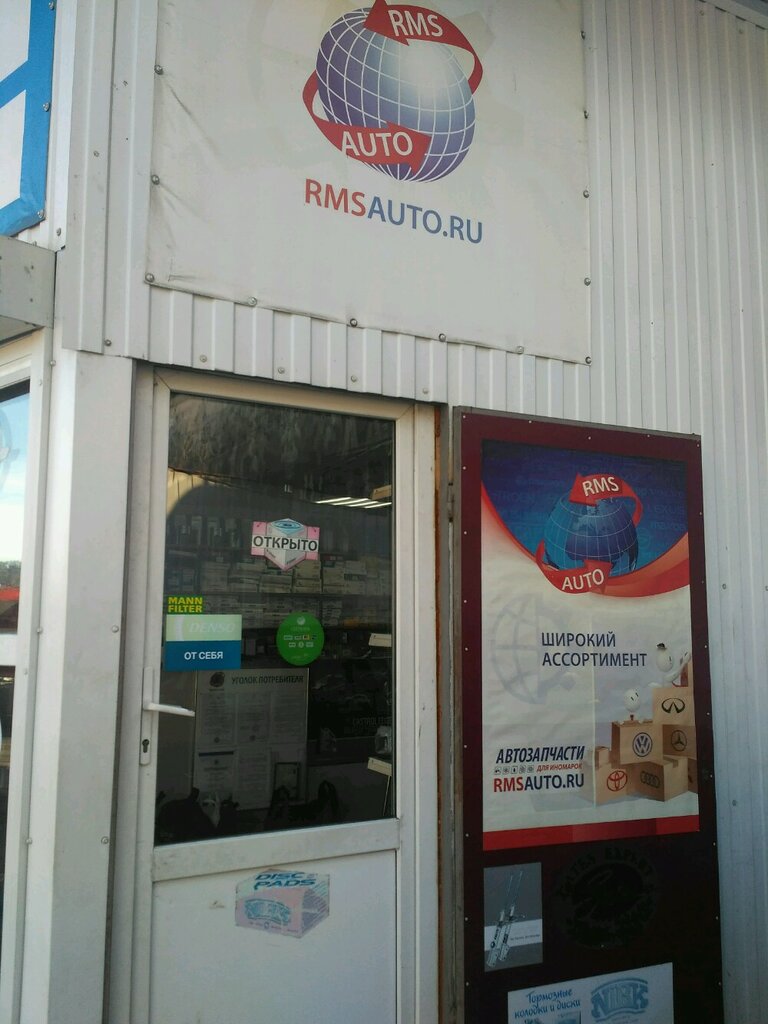 RMS
AUTO
RMSAUTO.RU
ОТКРЫТО
MANN
FILTER
DENSO
ОТ СЕБЯ
УГОЛОК ПОТРЕБИТЕЛЯ
DISC
PADS
NiBK
RMS
AUTO
ШИРОКИЙ
АССОРТИМЕНТ
АВТОЗАПЧАСТИ
ДЛЯ ИНОМАРОК
RMSAUTO.RU
Тормозные
колодки и диски
NiBK